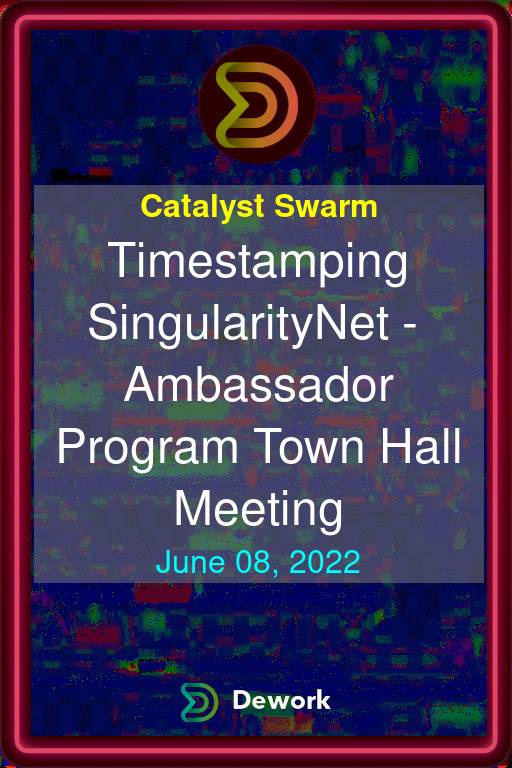 Catalyst Swarm
Timestamping
SingularityNet -
Ambassador
Program Town Hall
Meeting
June 08, 2022
Dework